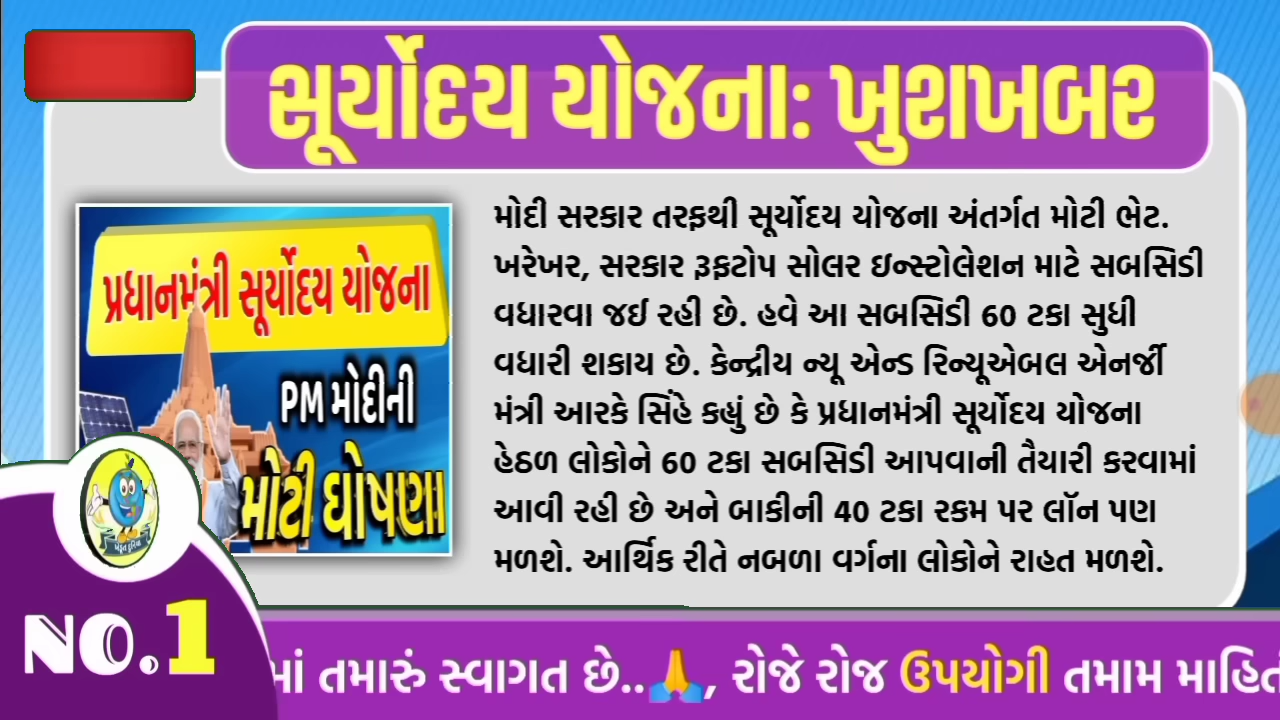 સૂર્યોદય યોજના: ખુશખબર
પ્રધાનમંત્રી સૂર્યોદય યોજના
PM મોદીની
મોટી ઘોષણા
મોદી સરકાર તરફથી સૂર્યોદય યોજના અંતર્ગત મોટી ભેટ.
ખરેખર, સરકાર રૂફટોપ સોલર ઇન્સ્ટોલેશન માટે સબસિડી
વધારવા જઇ રહી છે. હવે આ સબસિડી 60 ટકા સુધી
વધારી શકાય છે. કેન્દ્રીય ન્યૂ એન્ડ રિન્યૂએબલ એનર્જી
મંત્રી આરકે સિંહે કહ્યું છે કે પ્રધાનમંત્રી સૂર્યોદય યોજના
હેઠળ લોકોને 60 ટકા સબસિડી આપવાની તૈયારી કરવામાં
આવી રહી છે અને બાકીની 40 ટકા રકમ પર લૉન પણ
મળશે. આર્થિક રીતે નબળા વર્ગના લોકોને રાહત મળશે.
ખેડૂત દુનિયા
NO.1
માં તમારું સ્વાગત છે..🙏, રોજે રોજ ઉપયોગી તમામ